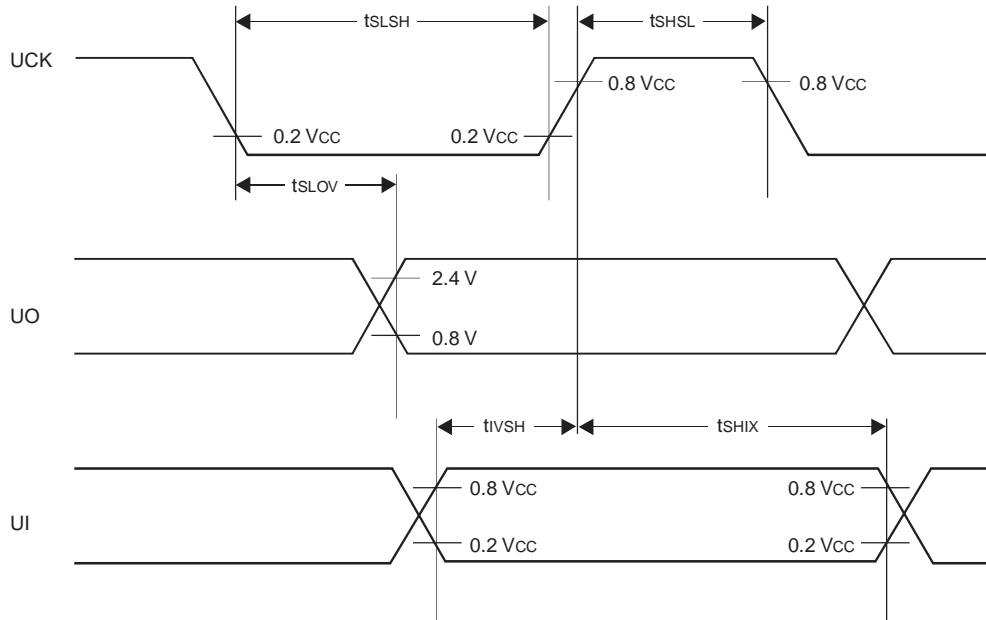 tSLSH
tSHSL
UCK
0.8 VCC
0.8 VCC
0.2 VCC
0.2 VCC
tSLOV
2.4 V
UO
0.8 V
tIVSH
tSHIX
0.8 VCC
0.8 VCC
UI
0.2 VCC
0.2 VCC